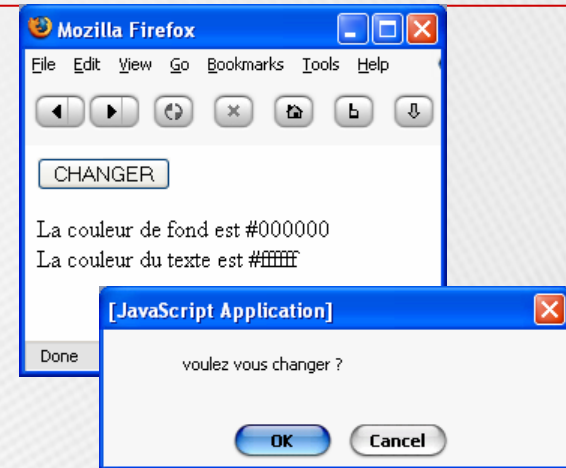 Mozilla Firefox
File Edit View Go Bookmarks Tools Help
CHANGER
La couleur de fond est #000000
La couleur du texte est #ffffff
[JavaScript Application]
Done
voulez vous changer ?
OK Cancel